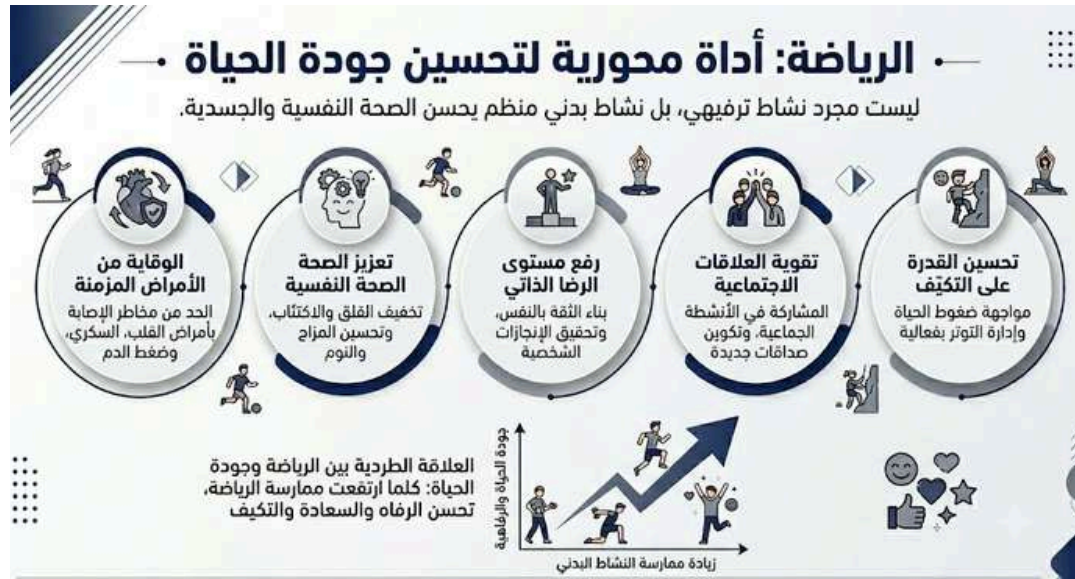 الرياضة: أداة محورية لتحسين جودة الحياة
ليست مجرد نشاط ترفيهي، بل نشاط بدني منظم يحسن الصحة النفسية والجسدية.
تحسين القدرة
على التكيّف
مواجهة ضغوط الحياة
وإدارة التوتر بفعالية
تقوية العلاقات
الاجتماعية
المشاركة في الأنشطة
الجماعية، وتكوين
صداقات جديدة
رفع مستوى
الرضا الذاتي
بناء الثقة بالنفس،
وتحقيق الإنجازات
الشخصية
تعزيز الصحة
الصحة النفسية
تخفيف القلق والاكتئاب،
وتحسين المزاج
والنوم
الوقاية من
الأمراض المزمنة
الحد من مخاطر الإصابة
بأمراض القلب، السكري،
وضغط الدم
جودة الحياة والرفاهية
زيادة ممارسة النشاط البدني
العلاقة الطردية بين الرياضة وجودة
الحياة: كلما ارتفعت ممارسة الرياضة،
تحسن الرفاه والسعادة والتكيف